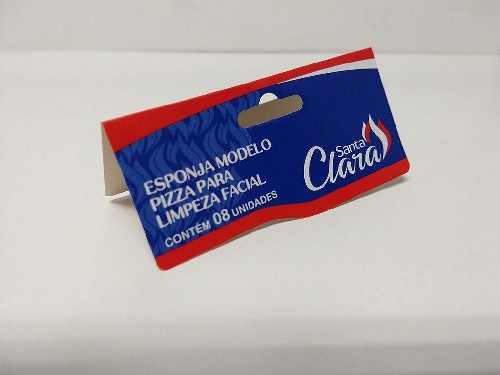 ESPONJA MODELO
PIZZA PARA
LIMPEZA FACIAL
CONTÉM 08 UNIDADES
Santa
Clara